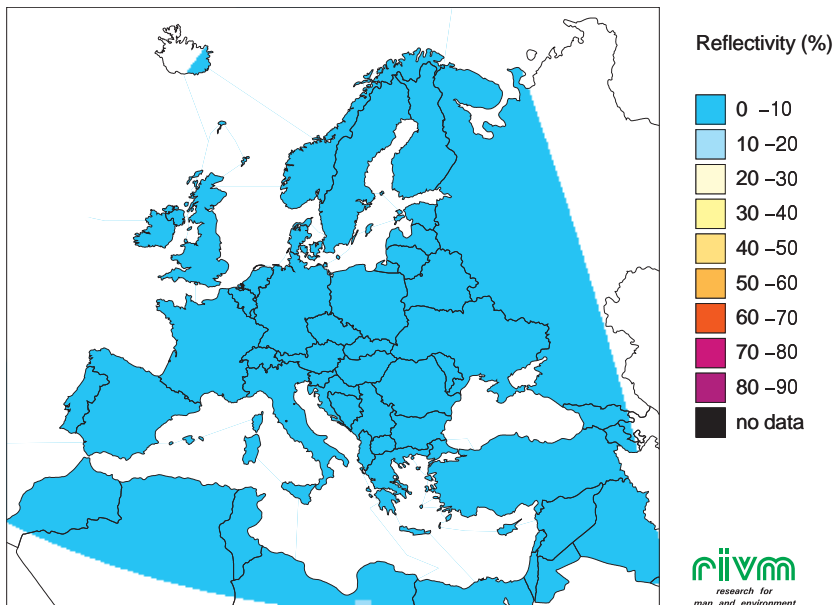 Reflectivity (%)
0 –10
10 –20
20 –30
30 –40
40 –50
50 –60
60 –70
70 –80
80 –90
no data
rivm
research for
man and environment